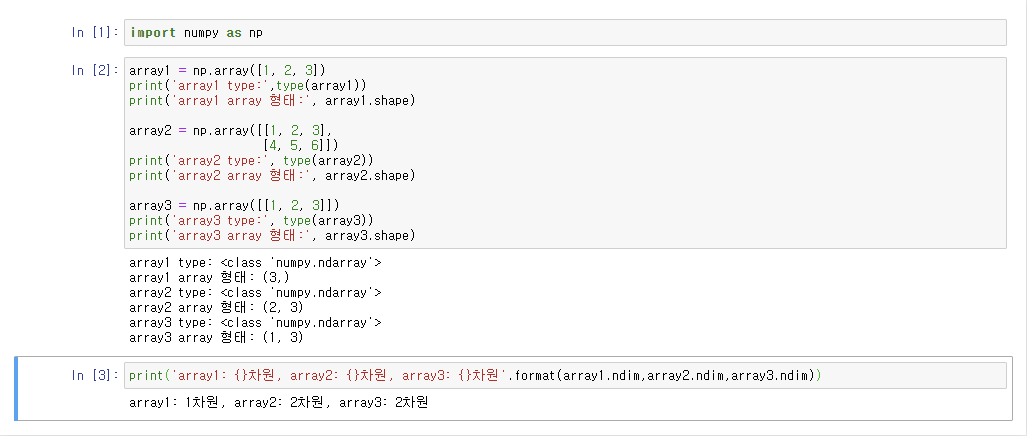 In [1]: import numpy as np
In [2]: array1 = np.array([1, 2, 3])
print('array1 type:',type(array1))
print('array1 array 형태:', array1.shape)
array2 = np.array([[1, 2, 3],
[4, 5, 6]])
print('array2 type:', type(array2))
print('array2 array 형태:', array2.shape)
array3 = np.array([[1, 2, 3]])
print('array3 type:', type(array3))
print('array3 array 형태:', array3.shape)
array1 type: <class 'numpy.ndarray'>
array1 array 형태: (3,)
array2 type: <class 'numpy.ndarray'>
array2 array 형태: (2, 3)
array3 type: <class 'numpy.ndarray'>
array3 array 형태: (1, 3)
In [3]: print('array1: {}차원, array2: {}차원, array3: {}차원'.format(array1.ndim,array2.ndim,array3.ndim))
array1: 1차원, array2: 2차원, array3: 2차원